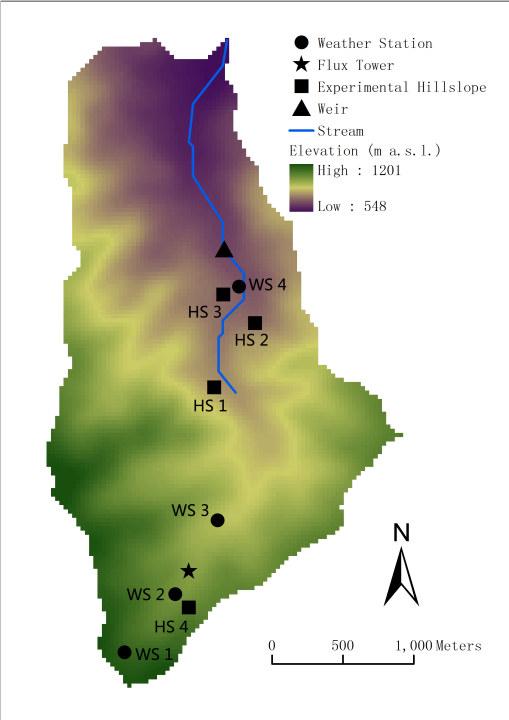 Weather Station
Flux Tower
Experimental Hillslope
Weir
Stream
Elevation (m a.s.l.)
High : 1201
Low : 548
WS 4
HS 3
HS 2
HS 1
WS 3
N
WS 2
HS 4
WS 1
0 500 1,000 Meters